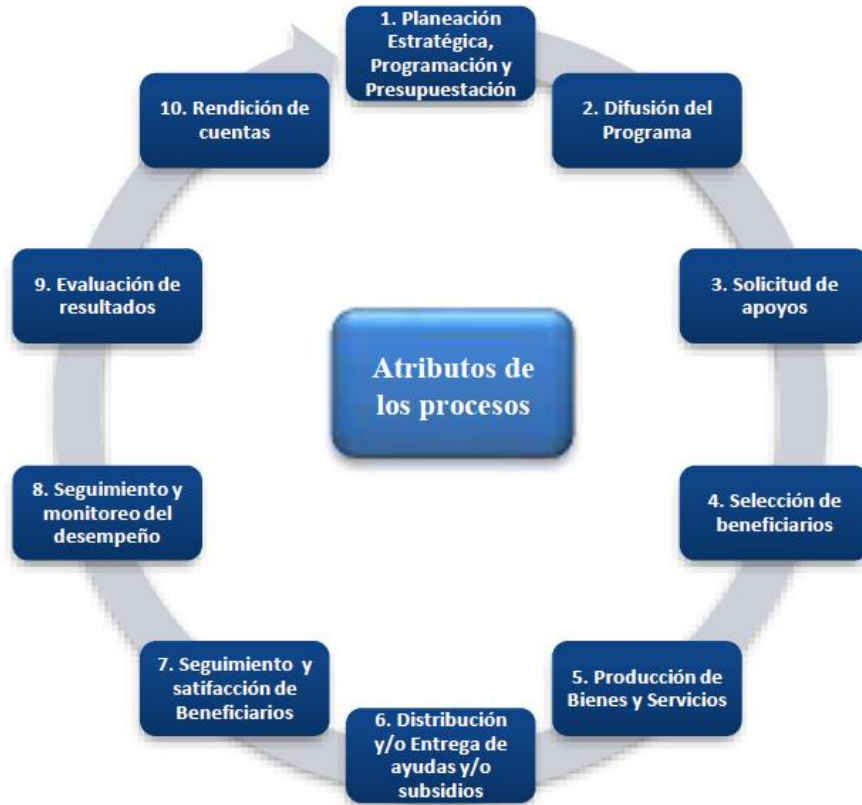 1. Planeación
Estratégica,
Programación y
Presupuestación
2. Difusión del
Programa
3. Solicitud de
apoyos
4. Selección de
beneficiarios
5. Producción de
Bienes y Servicios
6. Distribución
y/o Entrega de
ayudas y/o
subsidios
7. Seguimiento y
satifacción de
Beneficiarios
8. Seguimiento y
monitoreo del
desempeño
9. Evaluación de
resultados
10. Rendición de
cuentas
Atributos de
los procesos